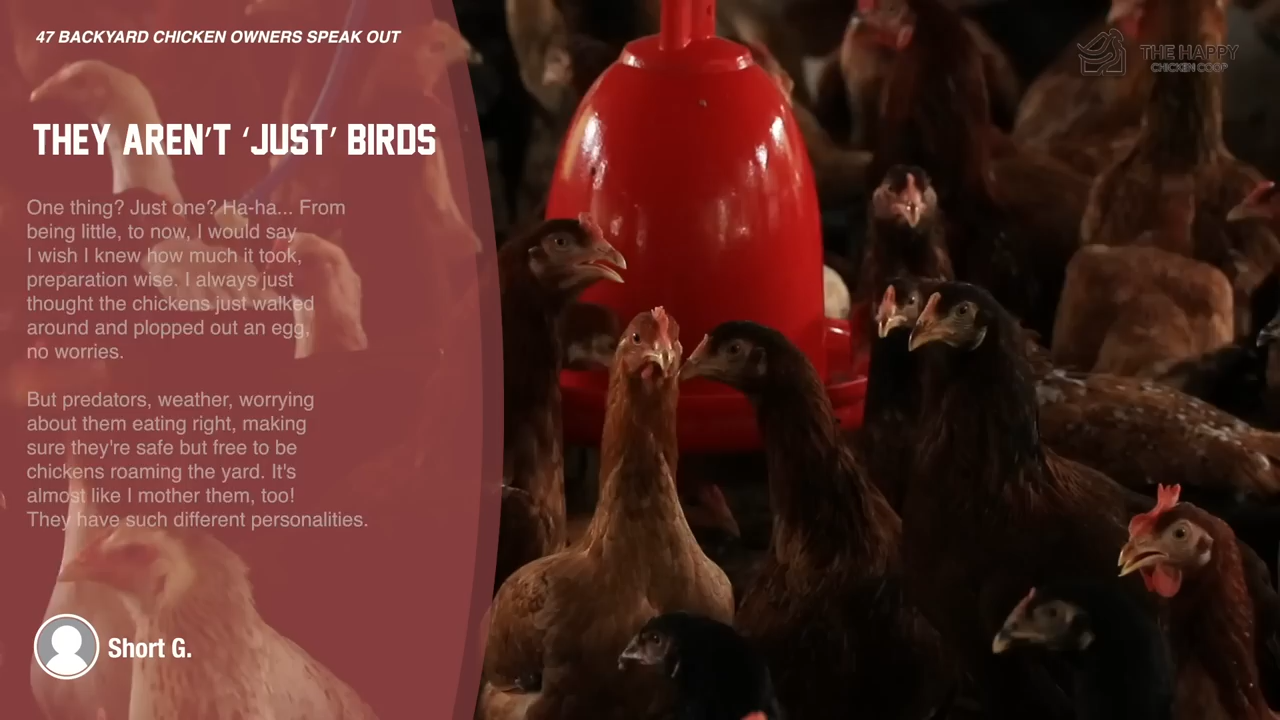 47 BACKYARD CHICKEN OWNERS SPEAK OUT
THE HAPPY
CHICKEN COOP
THEY AREN'T 'JUST' BIRDS
One thing? Just one? Ha-ha... From
being little, to now, I would say
I wish I knew how much it took,
preparation wise. I always just
thought the chickens just walked
around and plopped out an egg,
no worries.
But predators, weather, worrying
about them eating right, making
sure they're safe but free to be
chickens roaming the yard. It's
almost like I mother them, too!
They have such different personalities.
Short G.